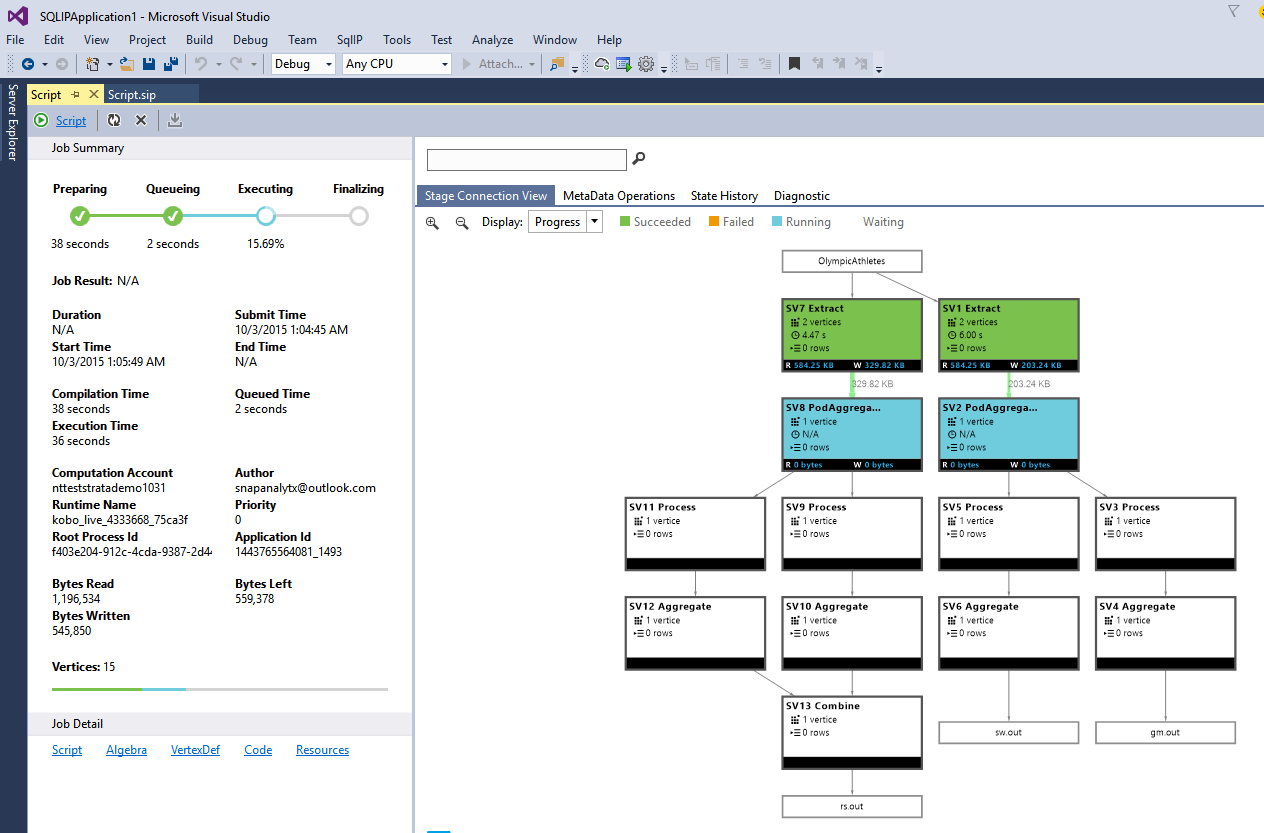 SQLIPApplication1 - Microsoft Visual Studio
File Edit View Project Build Debug Team SqlIP Tools Test Analyze Window Help
Debug Any CPU Attach...
Server Explorer
Script Script.sip
Script
Job Summary
Preparing Queueing Executing Finalizing
38 seconds 2 seconds 15.69%
Job Result: N/A
Duration Submit Time
N/A 10/3/2015 1:04:45 AM
Start Time End Time
10/3/2015 1:05:49 AM N/A
Compilation Time Queued Time
38 seconds 2 seconds
Execution Time
36 seconds
Computation Account Author
ntteststratademo1031 snapanalytx@outlook.com
Runtime Name Priority
kobo_live_4333668_75ca3f 0
Root Process Id Application Id
f403e204-912c-4cda-9387-2d4 1443765564081_1493
Bytes Read Bytes Left
1,196,534 559,378
Bytes Written
545,850
Vertices: 15
Job Detail
Script Algebra VertexDef Code Resources
Stage Connection View MetaData Operations State History Diagnostic
Display: Progress Succeeded Failed Running Waiting
OlympicAthletes
SV7 Extract
2 vertices
4.47 s
0 rows
R 584.25 KB W 329.82 KB
SV1 Extract
2 vertices
6.00 s
0 rows
R 584.25 KB W 203.24 KB
329.82 KB
203.24 KB
SV8 PodAggrega...
1 vertice
N/A
0 rows
R 0 bytes W 0 bytes
SV2 PodAggrega...
1 vertice
N/A
0 rows
R 0 bytes W 0 bytes
SV11 Process
1 vertice
0 rows
SV9 Process
1 vertice
0 rows
SV5 Process
1 vertice
0 rows
SV3 Process
1 vertice
0 rows
SV12 Aggregate
1 vertice
0 rows
SV10 Aggregate
1 vertice
0 rows
SV6 Aggregate
1 vertice
0 rows
SV4 Aggregate
1 vertice
0 rows
SV13 Combine
1 vertice
0 rows
sw.out
gm.out
rs.out